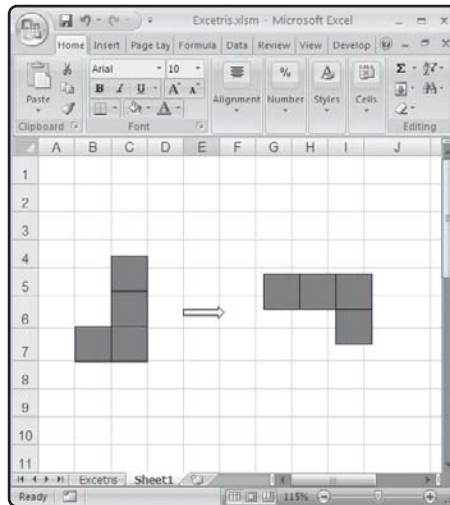 Excetris.xlsm - Microsoft Excel
Home Insert Page Lay Formula Data Review View Develop
Arial 10
B I U A A
Paste Alignment Number Styles Cells
% A Σ
Clipboard Font Editing
A B C D E F G H I J
1
2
3
4
5
6
7
8
9
10
11
Excetris Sheet1
Ready 115%